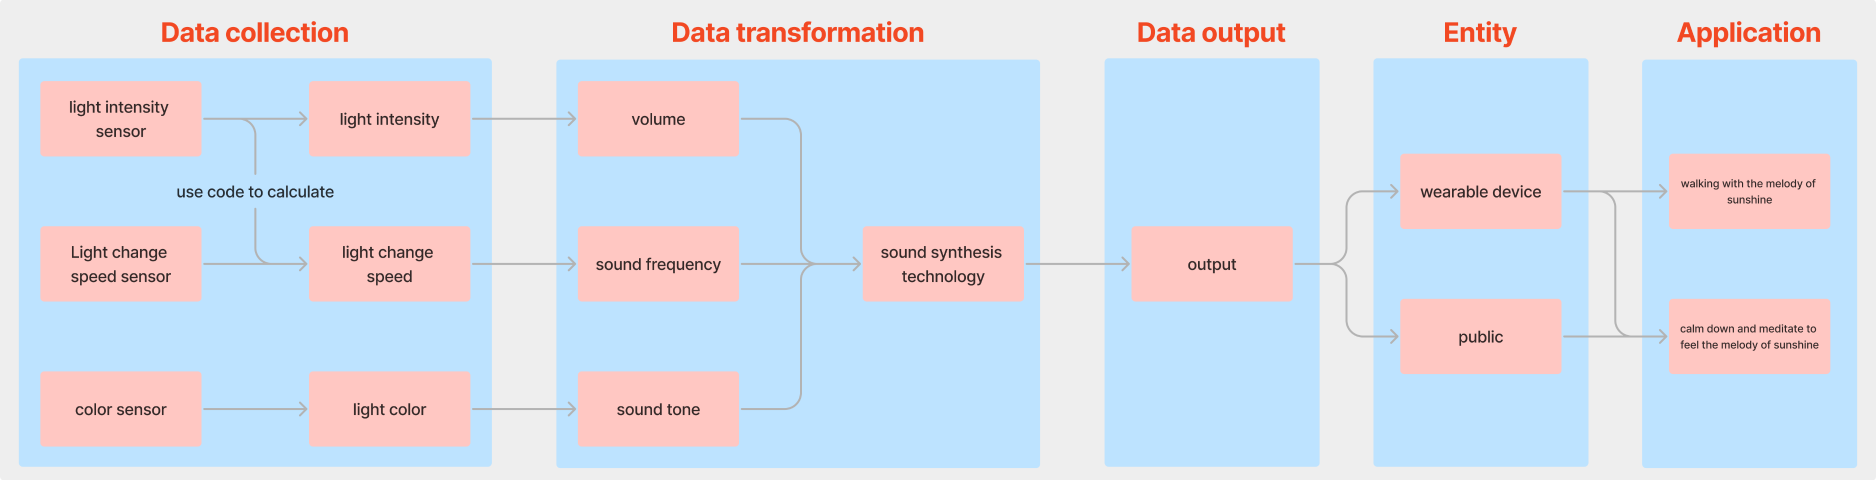 Data collection
Data transformation
Data output
Entity
Application
light intensity
sensor
light intensity
use code to calculate
Light change
speed sensor
light change
speed
color sensor
light color
volume
sound frequency
sound tone
sound synthesis
technology
output
wearable device
public
walking with the melody of
sunshine
calm down and meditate to
feel the melody of sunshine